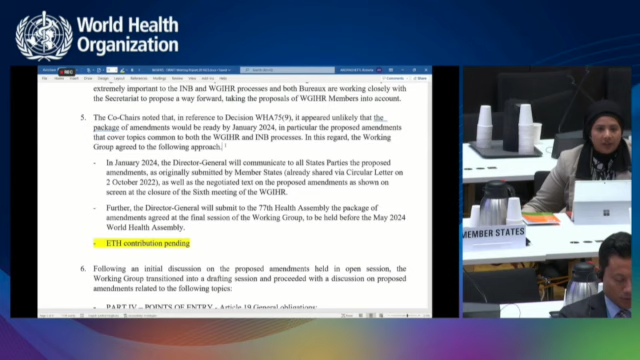 World Health
Organization
extremely important to the INB and WGIHR processes and both Bureaux are working closely with
the Secretariat to propose a way forward, taking the proposals of WGIHR Members into account.
5. The Co-Chairs noted that, in reference to Decision WHA75(9), it appeared unlikely that the
package of amendments would be ready by January 2024, in particular the proposed amendments
that cover topics common to both the WGIHR and INB processes. In this regard, the Working
Group agreed to the following approach.
- In January 2024, the Director-General will communicate to all States Parties the proposed
amendments, as originally submitted by Member States (already shared via Circular Letter on
2 October 2022), as well as the negotiated text on the proposed amendments as shown on
screen at the closure of the Sixth meeting of the WGIHR.
- Further, the Director-General will submit to the 77th Health Assembly the package of
amendments agreed at the final session of the Working Group, to be held before the May 2024
World Health Assembly.
- ETH contribution pending
6. Following an initial discussion on the proposed amendments held in open session, the
Working Group transitioned into a drafting session and proceeded with a discussion on proposed
amendments related to the following topics:
- PART IV – POINTS OF ENTRY - Article 19 General obligations;
MEMBER STATES